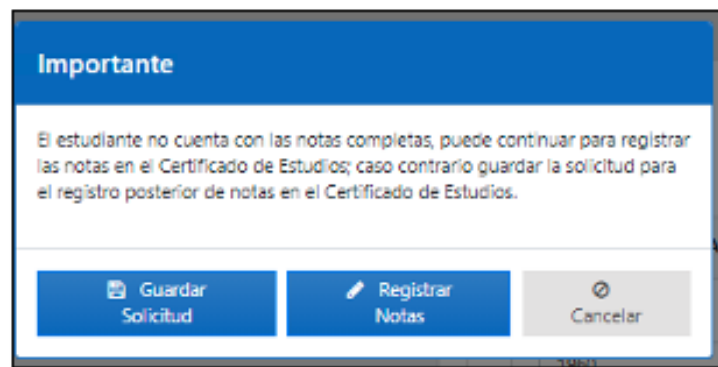 Importante
El estudiante no cuenta con las notas completas, puede continuar para registrar
las notas en el Certificado de Estudios; caso contrario guardar la solicitud para
el registro posterior de notas en el Certificado de Estudios.
Guardar
Solicitud
Registrar
Notas
Cancelar